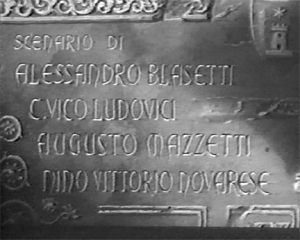 SCENARIO DI
ALESSANDRO BLASETTI
C. VICO LUDOVICI
AUGUSTO MAZZETTI
NINO VITTORIO NOVARESE